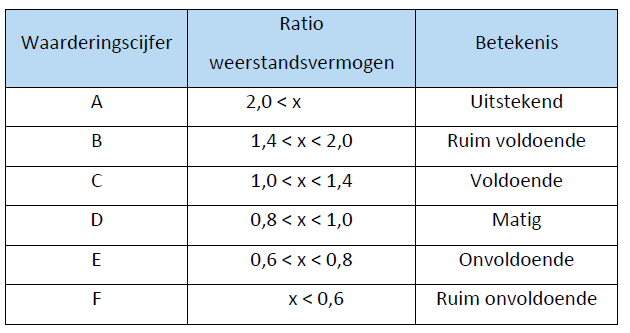 Waarderingscijfer Ratio weerstandsvermogen Betekenis
A 2,0 < x Uitstekend
B 1,4 < x < 2,0 Ruim voldoende
C 1,0 < x < 1,4 Voldoende
D 0,8 < x < 1,0 Matig
E 0,6 < x < 0,8 Onvoldoende
F x < 0,6 Ruim onvoldoende